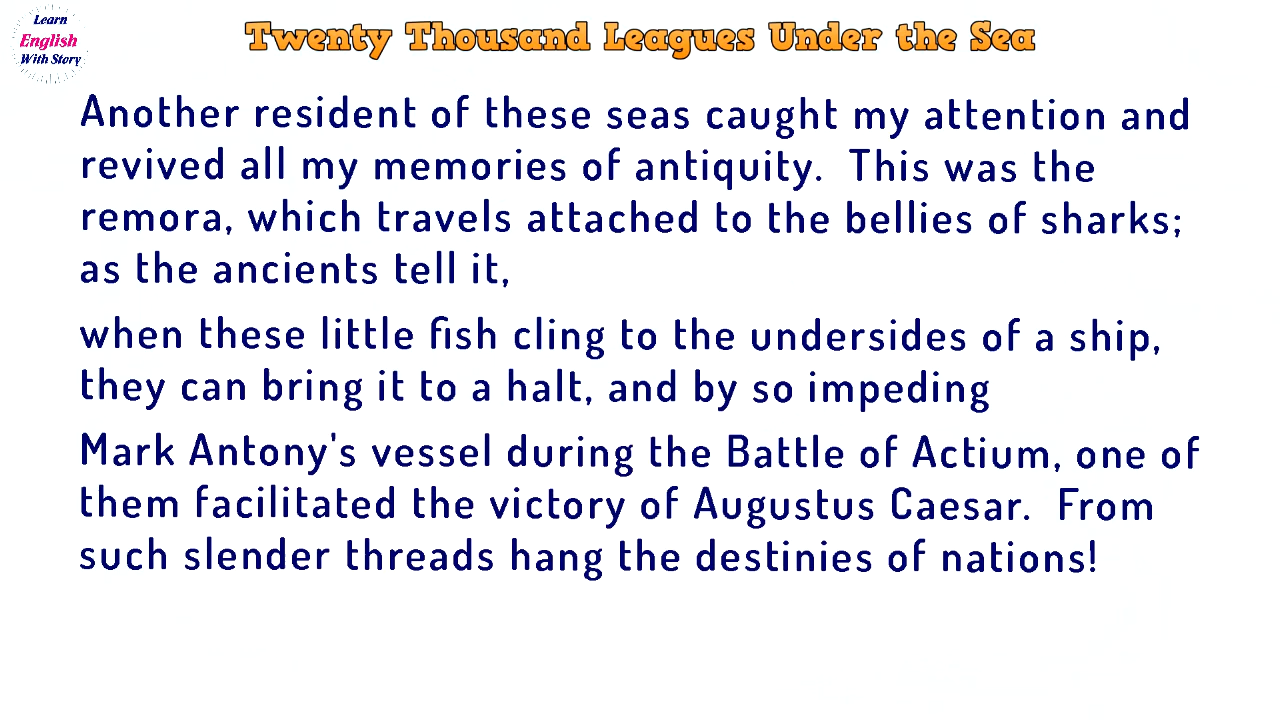 Learn
English
With Story
Twenty Thousand Leagues Under the Sea
Another resident of these seas caught my attention and
revived all my memories of antiquity.  This was the
remora, which travels attached to the bellies of sharks;
as the ancients tell it,
when these little fish cling to the undersides of a ship,
they can bring it to a halt, and by so impeding
Mark Antony's vessel during the Battle of Actium, one of
them facilitated the victory of Augustus Caesar.  From
such slender threads hang the destinies of nations!